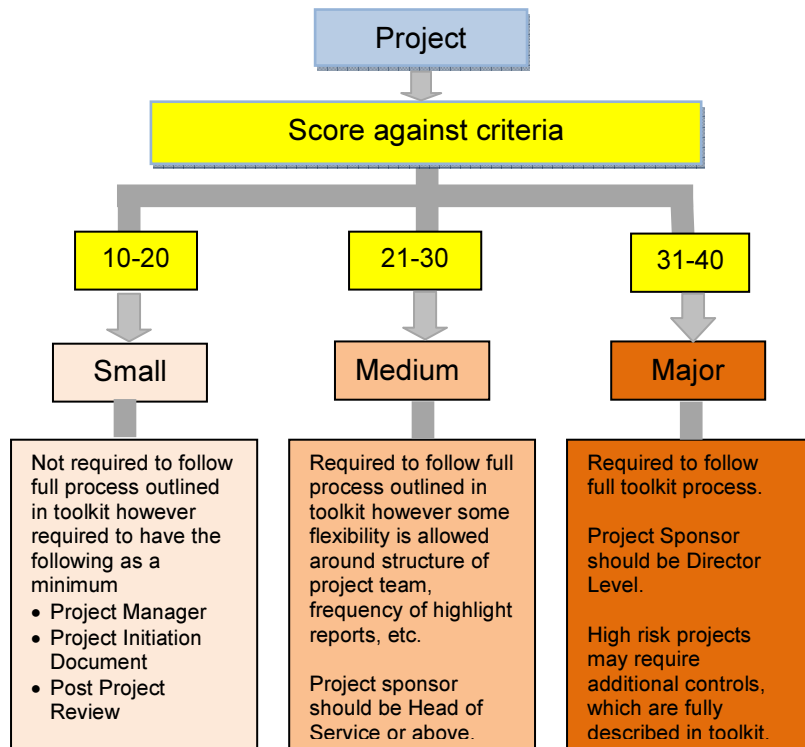 Project
Score against criteria
10-20
21-30
31-40
Small
Medium
Major
Not required to follow
full process outlined
in toolkit however
required to have the
following as a
minimum
• Project Manager
• Project Initiation
Document
• Post Project
Review
Required to follow full
process outlined in
toolkit however some
flexibility is allowed
around structure of
project team,
frequency of highlight
reports, etc.
Project sponsor
should be Head of
Service or above.
Required to follow
full toolkit process.
Project Sponsor
should be Director
Level.
High risk projects
may require
additional controls,
which are fully
described in toolkit.